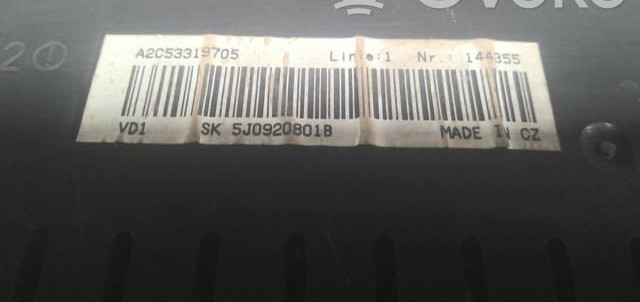 A2C53319705 Line:1 Nr.: 144355
VD1 SK 5J0920801B MADE IN CZ